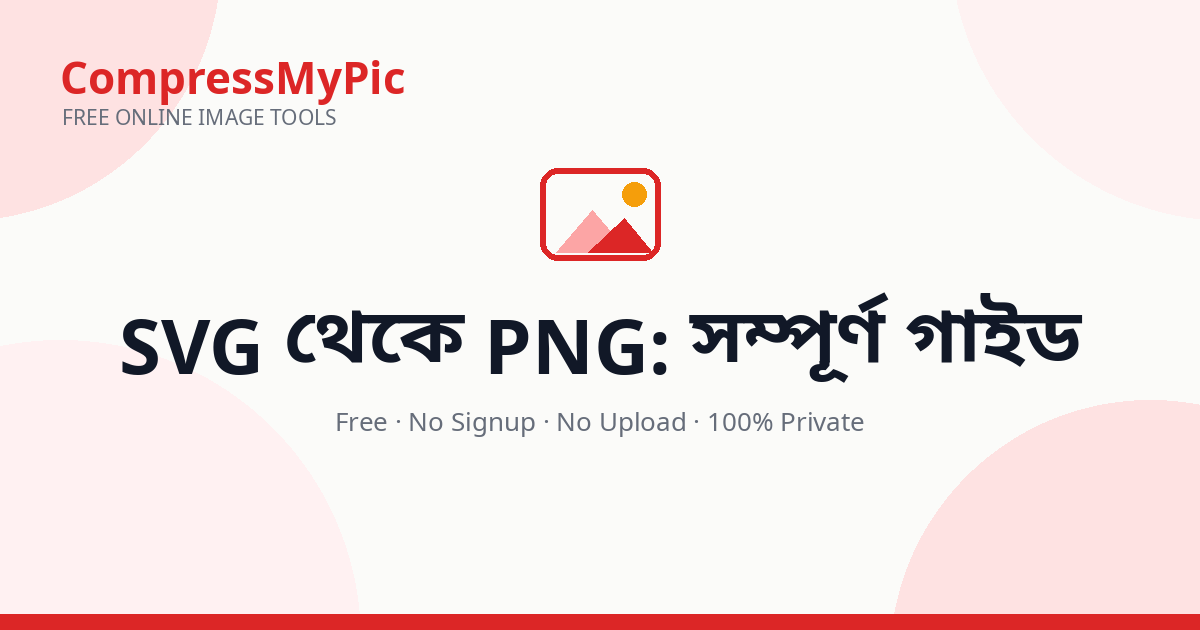 CompressMyPic
FREE ONLINE IMAGE TOOLS
SVG থেকে PNG: সম্পূর্ণ গাইড
Free · No Signup · No Upload · 100% Private